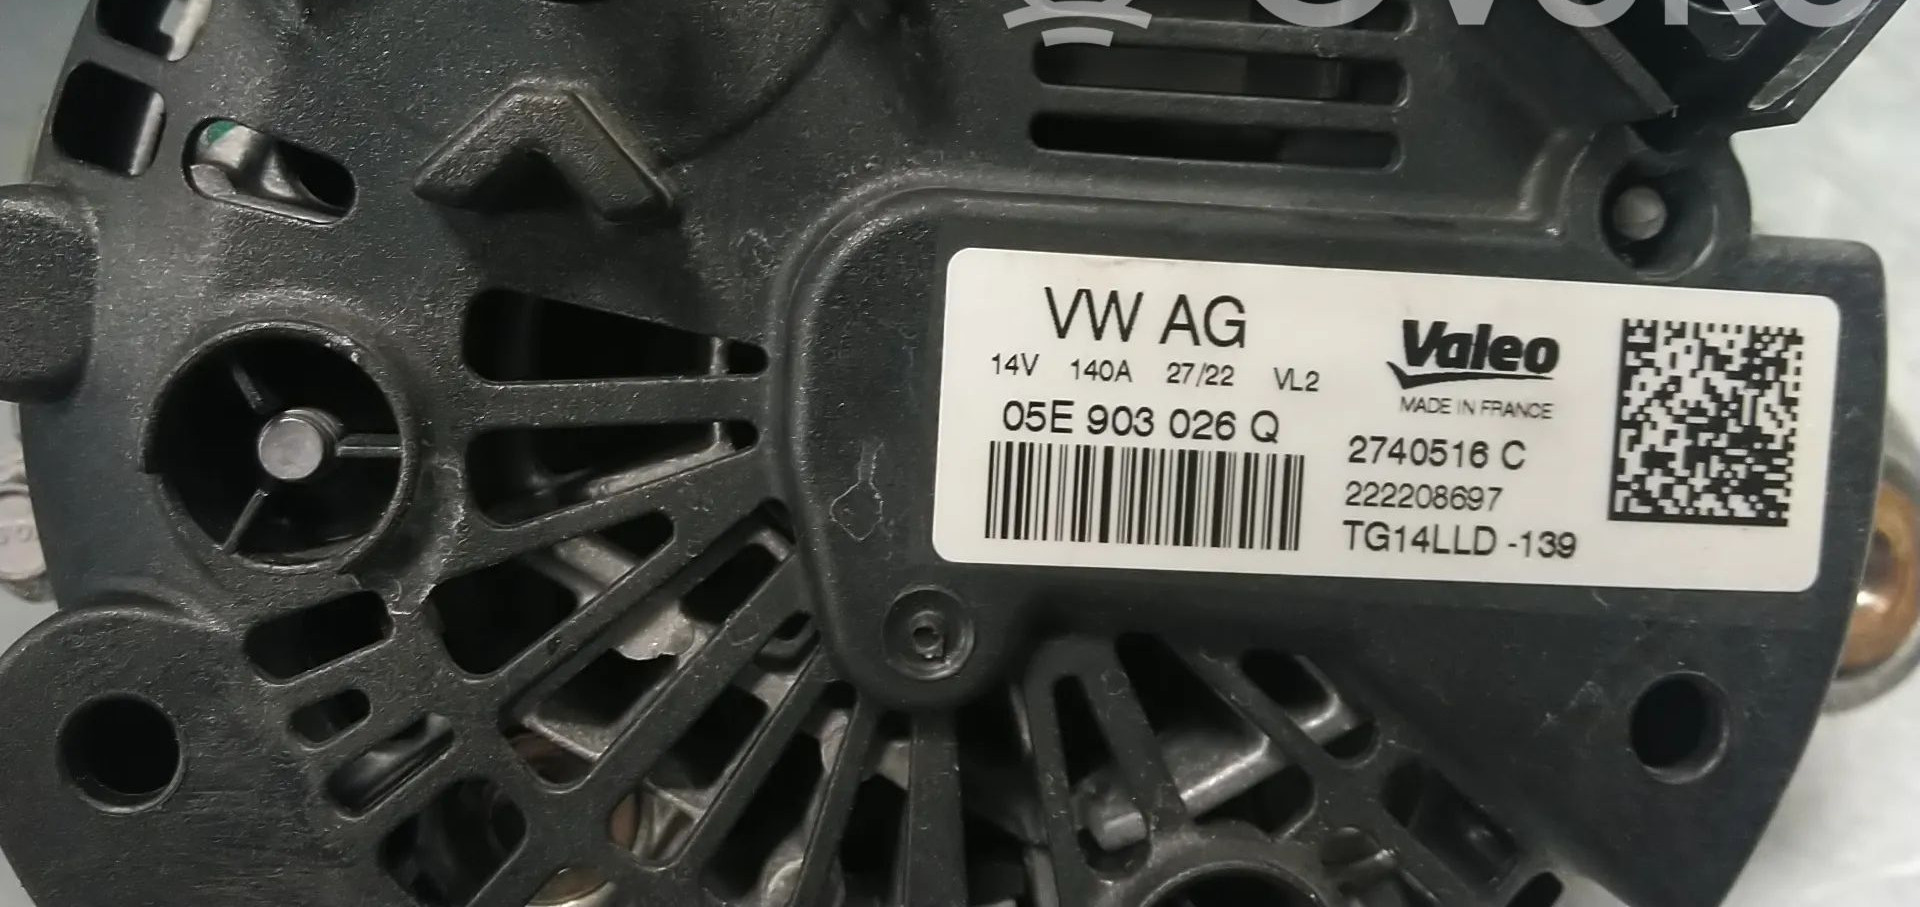 VW AG
14V 140A 27/22 VL2
05E 903 026 Q
Valeo
MADE IN FRANCE
2740516 C
222208697
TG14LLD -139